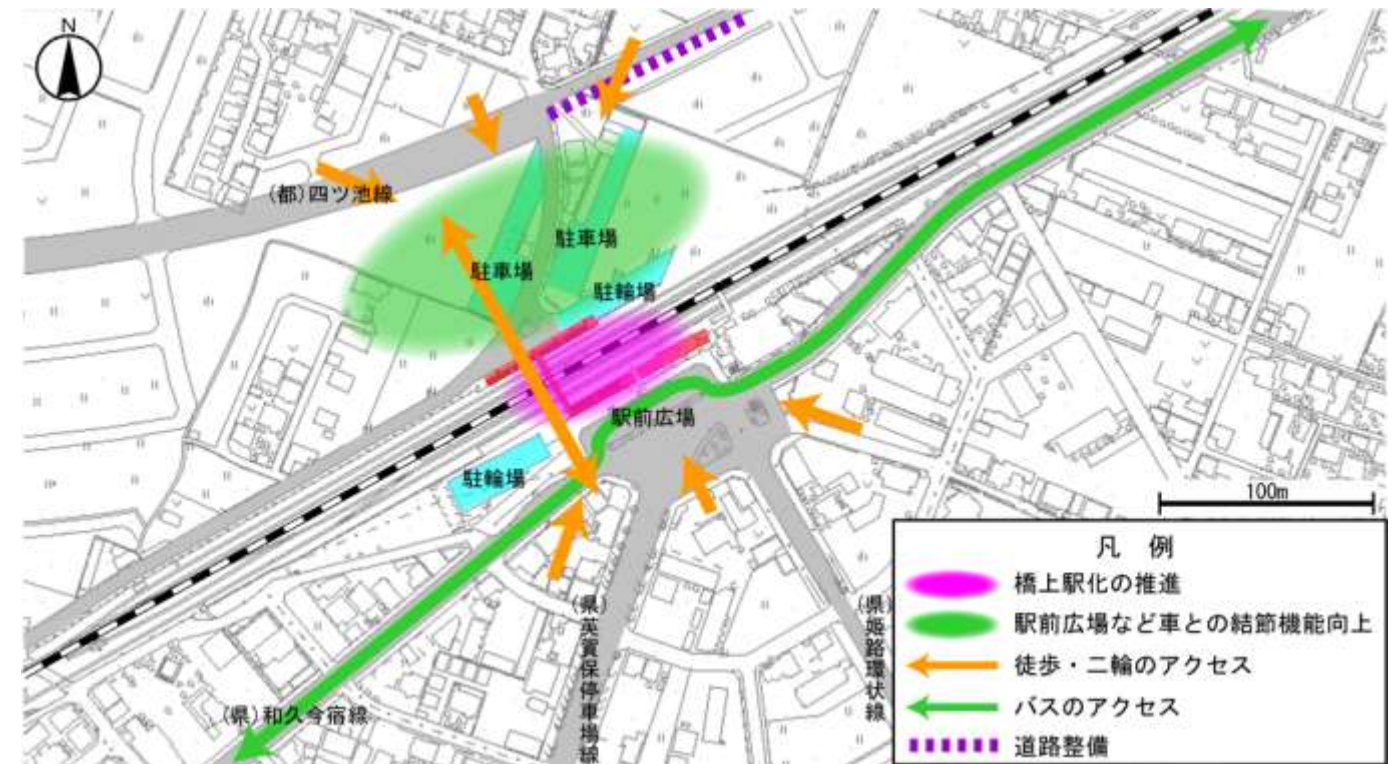 N
(都)四ツ池線
駐車場
駐車場
駐輪場
駅前広場
駐輪場
100m
(県)和久今宿線
(県)英賀保停車場線
(県)姫路環状線
凡 例
橋上駅化の推進
駅前広場など車との結節機能向上
徒歩・二輪のアクセス
バスのアクセス
道路整備